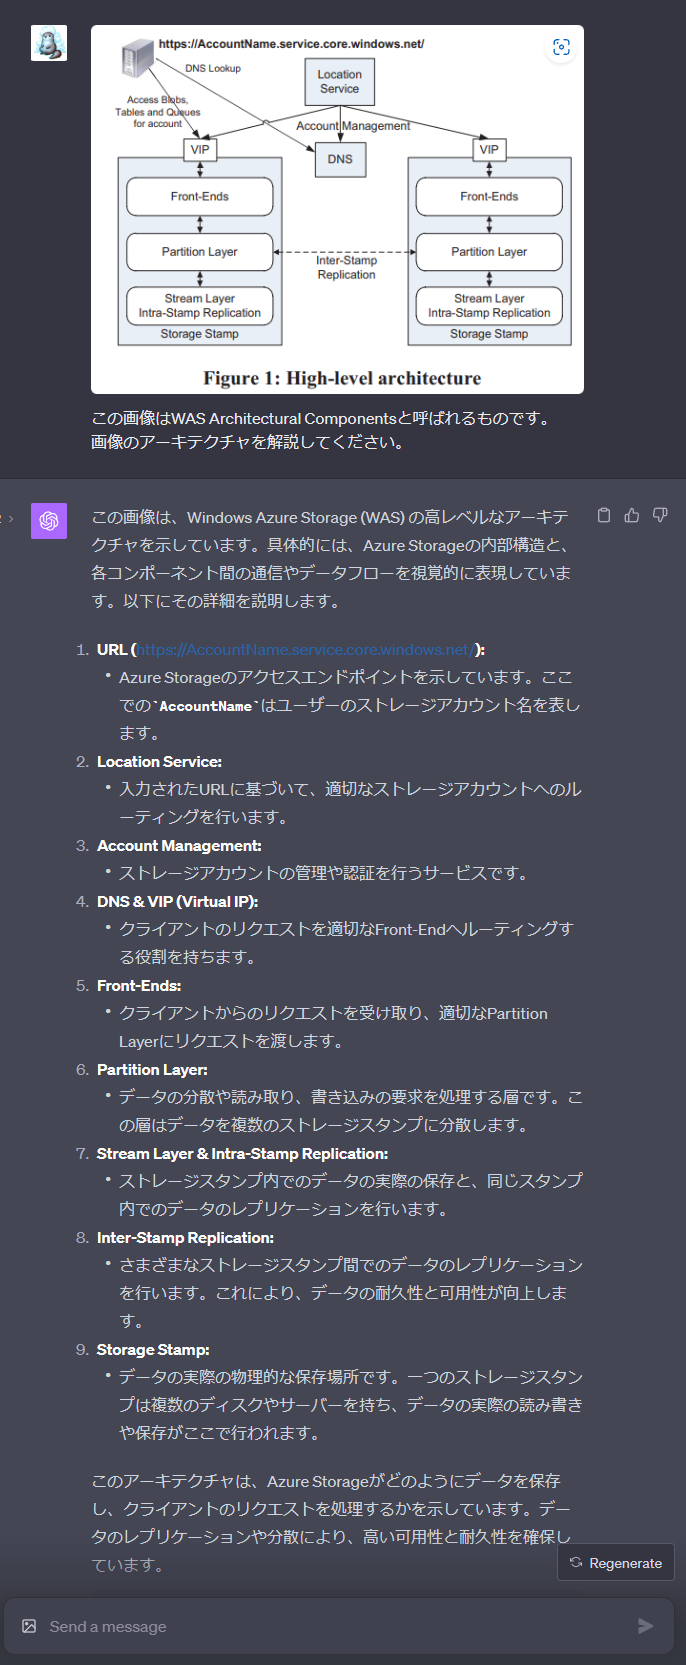 https://AccountName.service.core.windows.net/
DNS Lookup
Location
Service
Access Blobs,
Tables and Queues
for account
Account Management
VIP
DNS
VIP
Front-Ends
Front-Ends
Partition Layer
Inter-Stamp
Replication
Partition Layer
Stream Layer
Intra-Stamp Replication
Storage Stamp
Stream Layer
Intra-Stamp Replication
Storage Stamp
Figure 1: High-level architecture
この画像はWAS Architectural Componentsと呼ばれるものです。
画像のアーキテクチャを解説してください。
この画像は、Windows Azure Storage (WAS) の高レベルなアーキテ
クチャを示しています。具体的には、Azure Storageの内部構造と、
各コンポーネント間の通信やデータフローを視覚的に表現していま
す。以下にその詳細を説明します。
1. URL (https://AccountName.service.core.windows.net/):
• Azure Storageのアクセスエンドポイントを示しています。ここ
での`AccountName`はユーザーのストレージアカウント名を表し
ます。
2. Location Service:
• 入力されたURLに基づいて、適切なストレージアカウントへのル
ーティングを行います。
3. Account Management:
• ストレージアカウントの管理や認証を行うサービスです。
4. DNS & VIP (Virtual IP):
• クライアントのリクエストを適切なFront-Endへルーティングす
る役割を持ちます。
5. Front-Ends:
• クライアントからのリクエストを受け取り、適切なPartition
Layerにリクエストを渡します。
6. Partition Layer:
• データの分散や読み取り、書き込みの要求を処理する層です。こ
の層はデータを複数のストレージスタンプに分散します。
7. Stream Layer & Intra-Stamp Replication:
• ストレージスタンプ内でのデータの実際の保存と、同じスタンプ
内でのデータのレプリケーションを行います。
8. Inter-Stamp Replication:
• さまざまなストレージスタンプ間でのデータのレプリケーション
を行います。これにより、データの耐久性と可用性が向上しま
す。
9. Storage Stamp:
• データの実際の物理的な保存場所です。一つのストレージスタン
プは複数のディスクやサーバーを持ち、データの実際の読み書き
や保存がここで行われます。
このアーキテクチャは、Azure Storageがどのようにデータを保存
し、クライアントのリクエストを処理するかを示しています。デー
タのレプリケーションや分散により、高い可用性と耐久性を確保し
ています。
Regenerate
Send a message